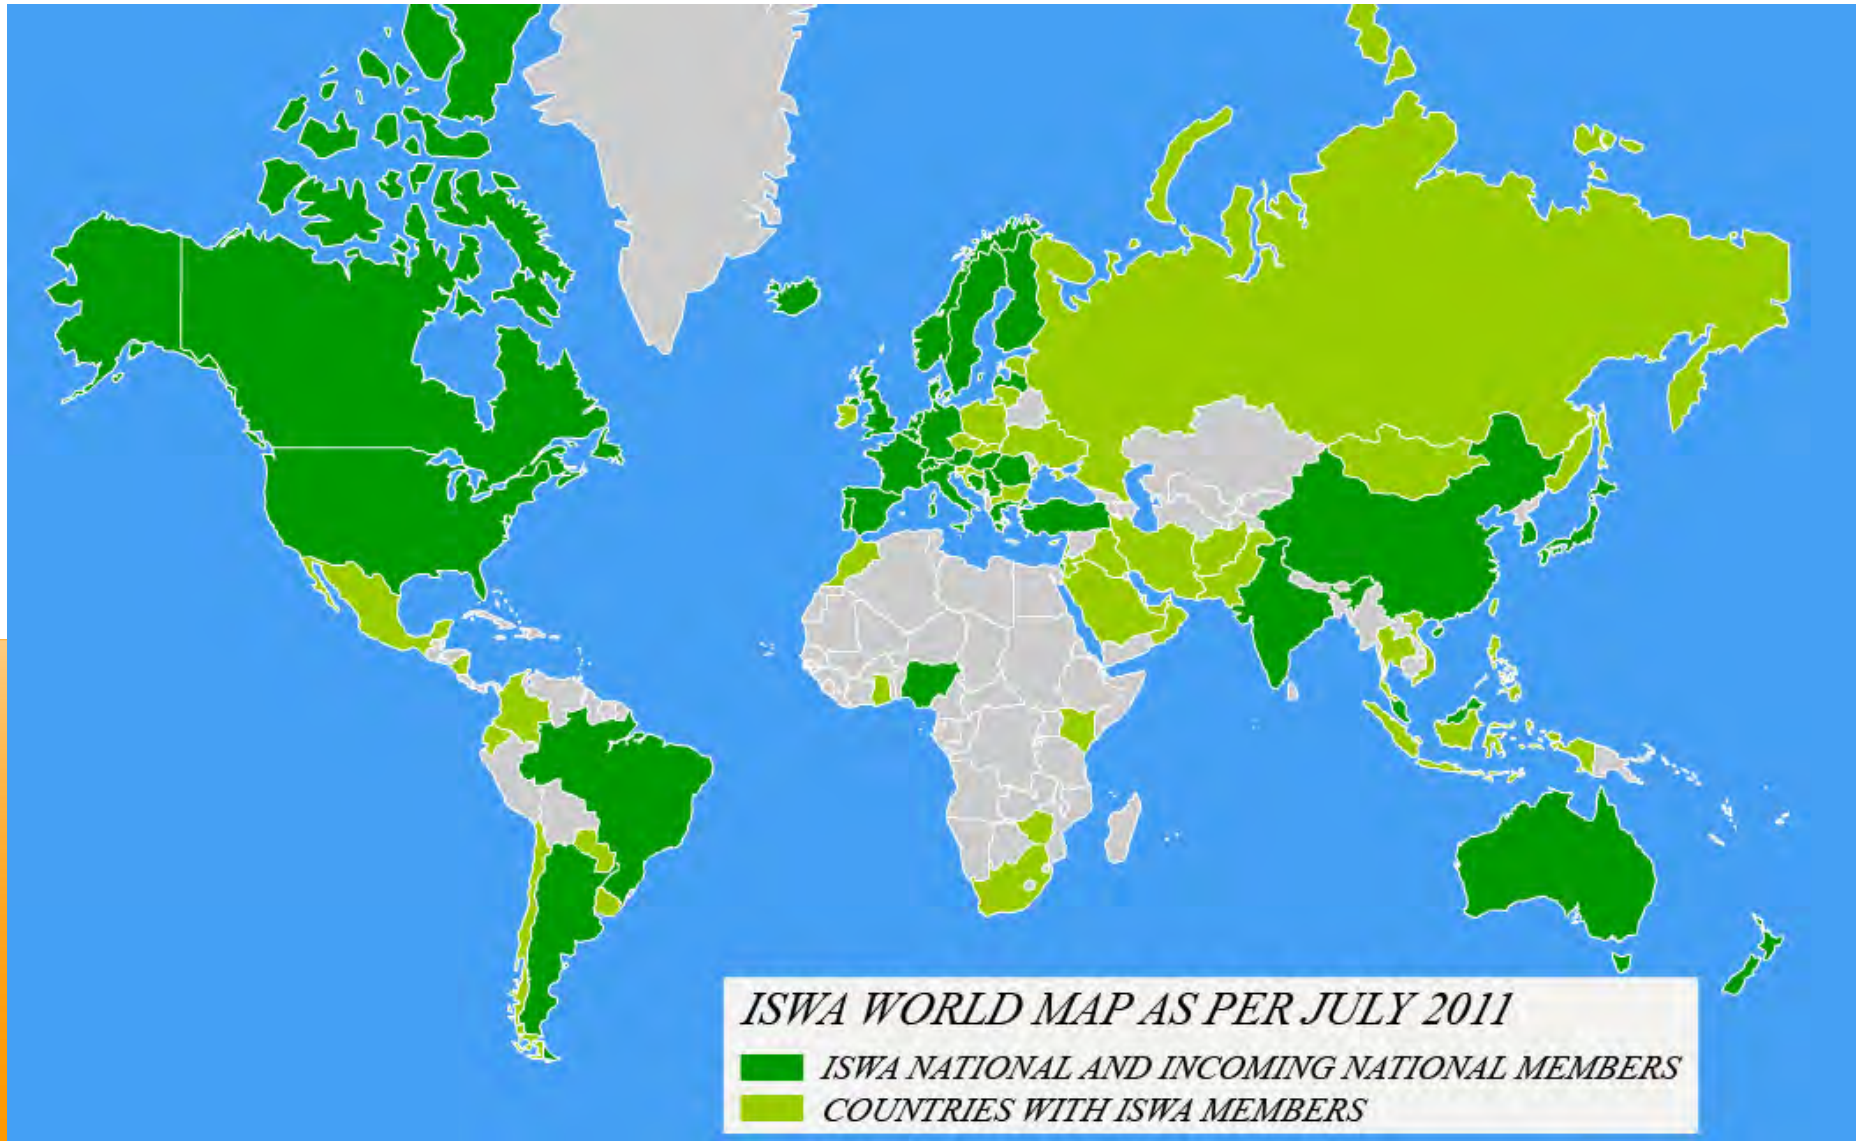 ISWA WORLD MAP AS PER JULY 2011
ISWA NATIONAL AND INCOMING NATIONAL MEMBERS
COUNTRIES WITH ISWA MEMBERS